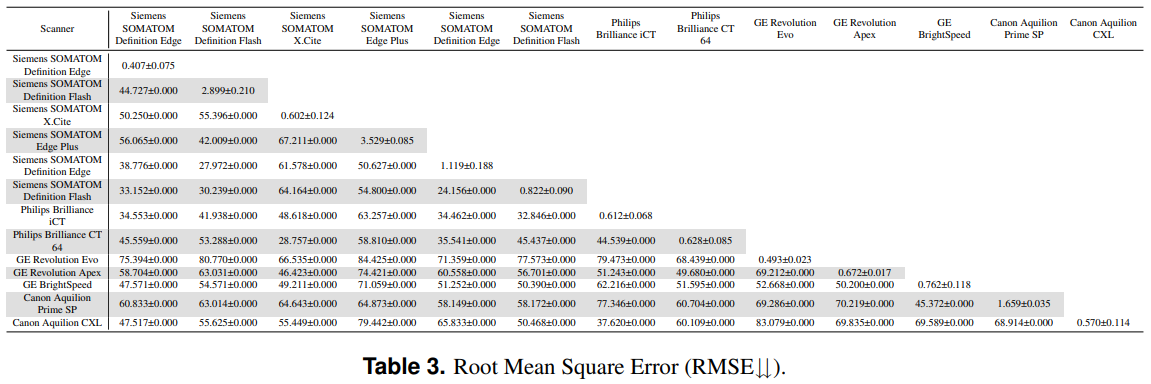 Scanner Siemens SOMATOM Definition Edge Siemens SOMATOM Definition Flash Siemens SOMATOM X.Cite Siemens SOMATOM Edge Plus Siemens SOMATOM Definition Edge Siemens SOMATOM Definition Flash Philips Brilliance iCT Philips Brilliance CT 64 GE Revolution Evo GE Revolution Apex GE BrightSpeed Canon Aquilion Prime SP Canon Aquilion CXL
Siemens SOMATOM Definition Edge 0.407±0.075
Siemens SOMATOM Definition Flash 44.727±0.000 2.899±0.210
Siemens SOMATOM X.Cite 50.250±0.000 55.396±0.000 0.602±0.124
Siemens SOMATOM Edge Plus 56.065±0.000 42.009±0.000 67.211±0.000 3.529±0.085
Siemens SOMATOM Definition Edge 38.776±0.000 27.972±0.000 61.578±0.000 50.627±0.000 1.119±0.188
Siemens SOMATOM Definition Flash 33.152±0.000 30.239±0.000 64.164±0.000 54.800±0.000 24.156±0.000 0.822±0.090
Philips Brilliance iCT 34.553±0.000 41.938±0.000 48.618±0.000 63.257±0.000 34.462±0.000 32.846±0.000 0.612±0.068
Philips Brilliance CT 64 45.559±0.000 53.288±0.000 28.757±0.000 58.810±0.000 35.541±0.000 45.437±0.000 44.539±0.000 0.628±0.085
GE Revolution Evo 75.394±0.000 80.770±0.000 66.535±0.000 84.425±0.000 71.359±0.000 77.573±0.000 79.473±0.000 68.439±0.000 0.493±0.023
GE Revolution Apex 58.704±0.000 63.031±0.000 46.423±0.000 74.421±0.000 60.558±0.000 56.701±0.000 51.243±0.000 49.680±0.000 69.212±0.000 0.672±0.017
GE BrightSpeed 47.571±0.000 54.571±0.000 49.211±0.000 71.059±0.000 51.252±0.000 50.390±0.000 62.216±0.000 51.595±0.000 52.668±0.000 50.200±0.000 0.762±0.118
Canon Aquilion Prime SP 60.833±0.000 63.014±0.000 64.643±0.000 64.873±0.000 58.149±0.000 58.172±0.000 77.346±0.000 60.704±0.000 69.286±0.000 70.219±0.000 45.372±0.000 1.659±0.035
Canon Aquilion CXL 47.517±0.000 55.625±0.000 55.449±0.000 79.442±0.000 65.833±0.000 50.468±0.000 37.620±0.000 60.109±0.000 83.079±0.000 69.835±0.000 69.589±0.000 68.914±0.000 0.570±0.114
Table 3. Root Mean Square Error (RMSE↓↓).